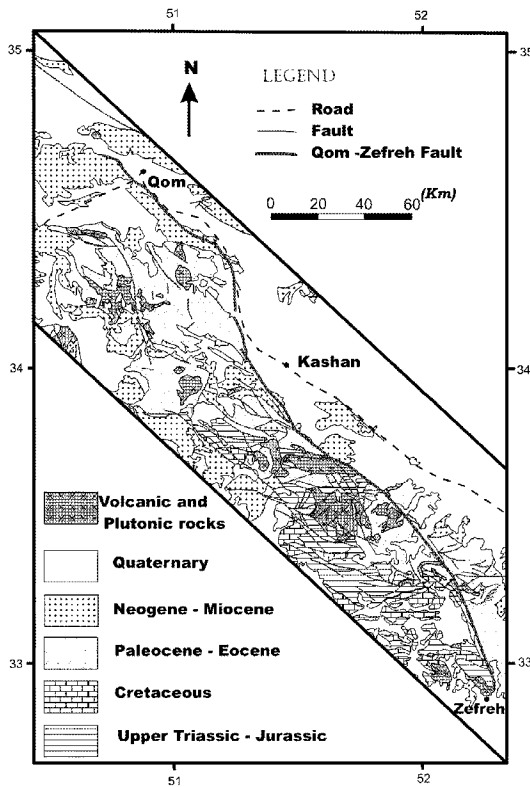 51 52
35 35
N
LEGEND
Road
Fault
Qom -Zefreh Fault
(Km)
0 20 40 60
Qom
34 34
Kashan
Volcanic and
Plutonic rocks
Quaternary
Neogene - Miocene
Paleocene - Eocene
33 33
Cretaceous
Zefreh
Upper Triassic - Jurassic
51 52